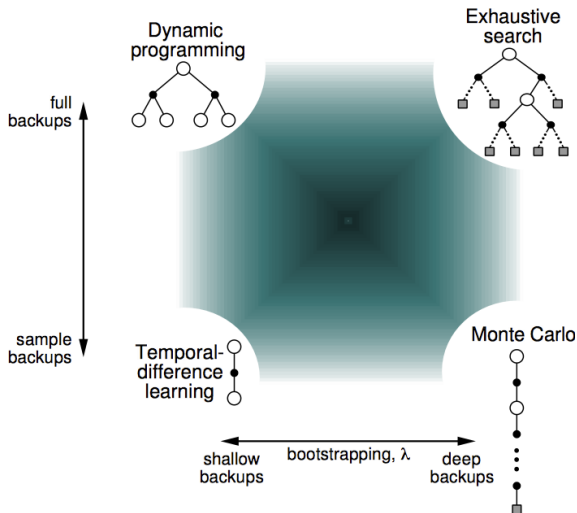 Dynamic
programming
Exhaustive
search
full
backups
sample
backups
Temporal-
difference
learning
Monte Carlo
bootstrapping, λ
shallow
backups
deep
backups